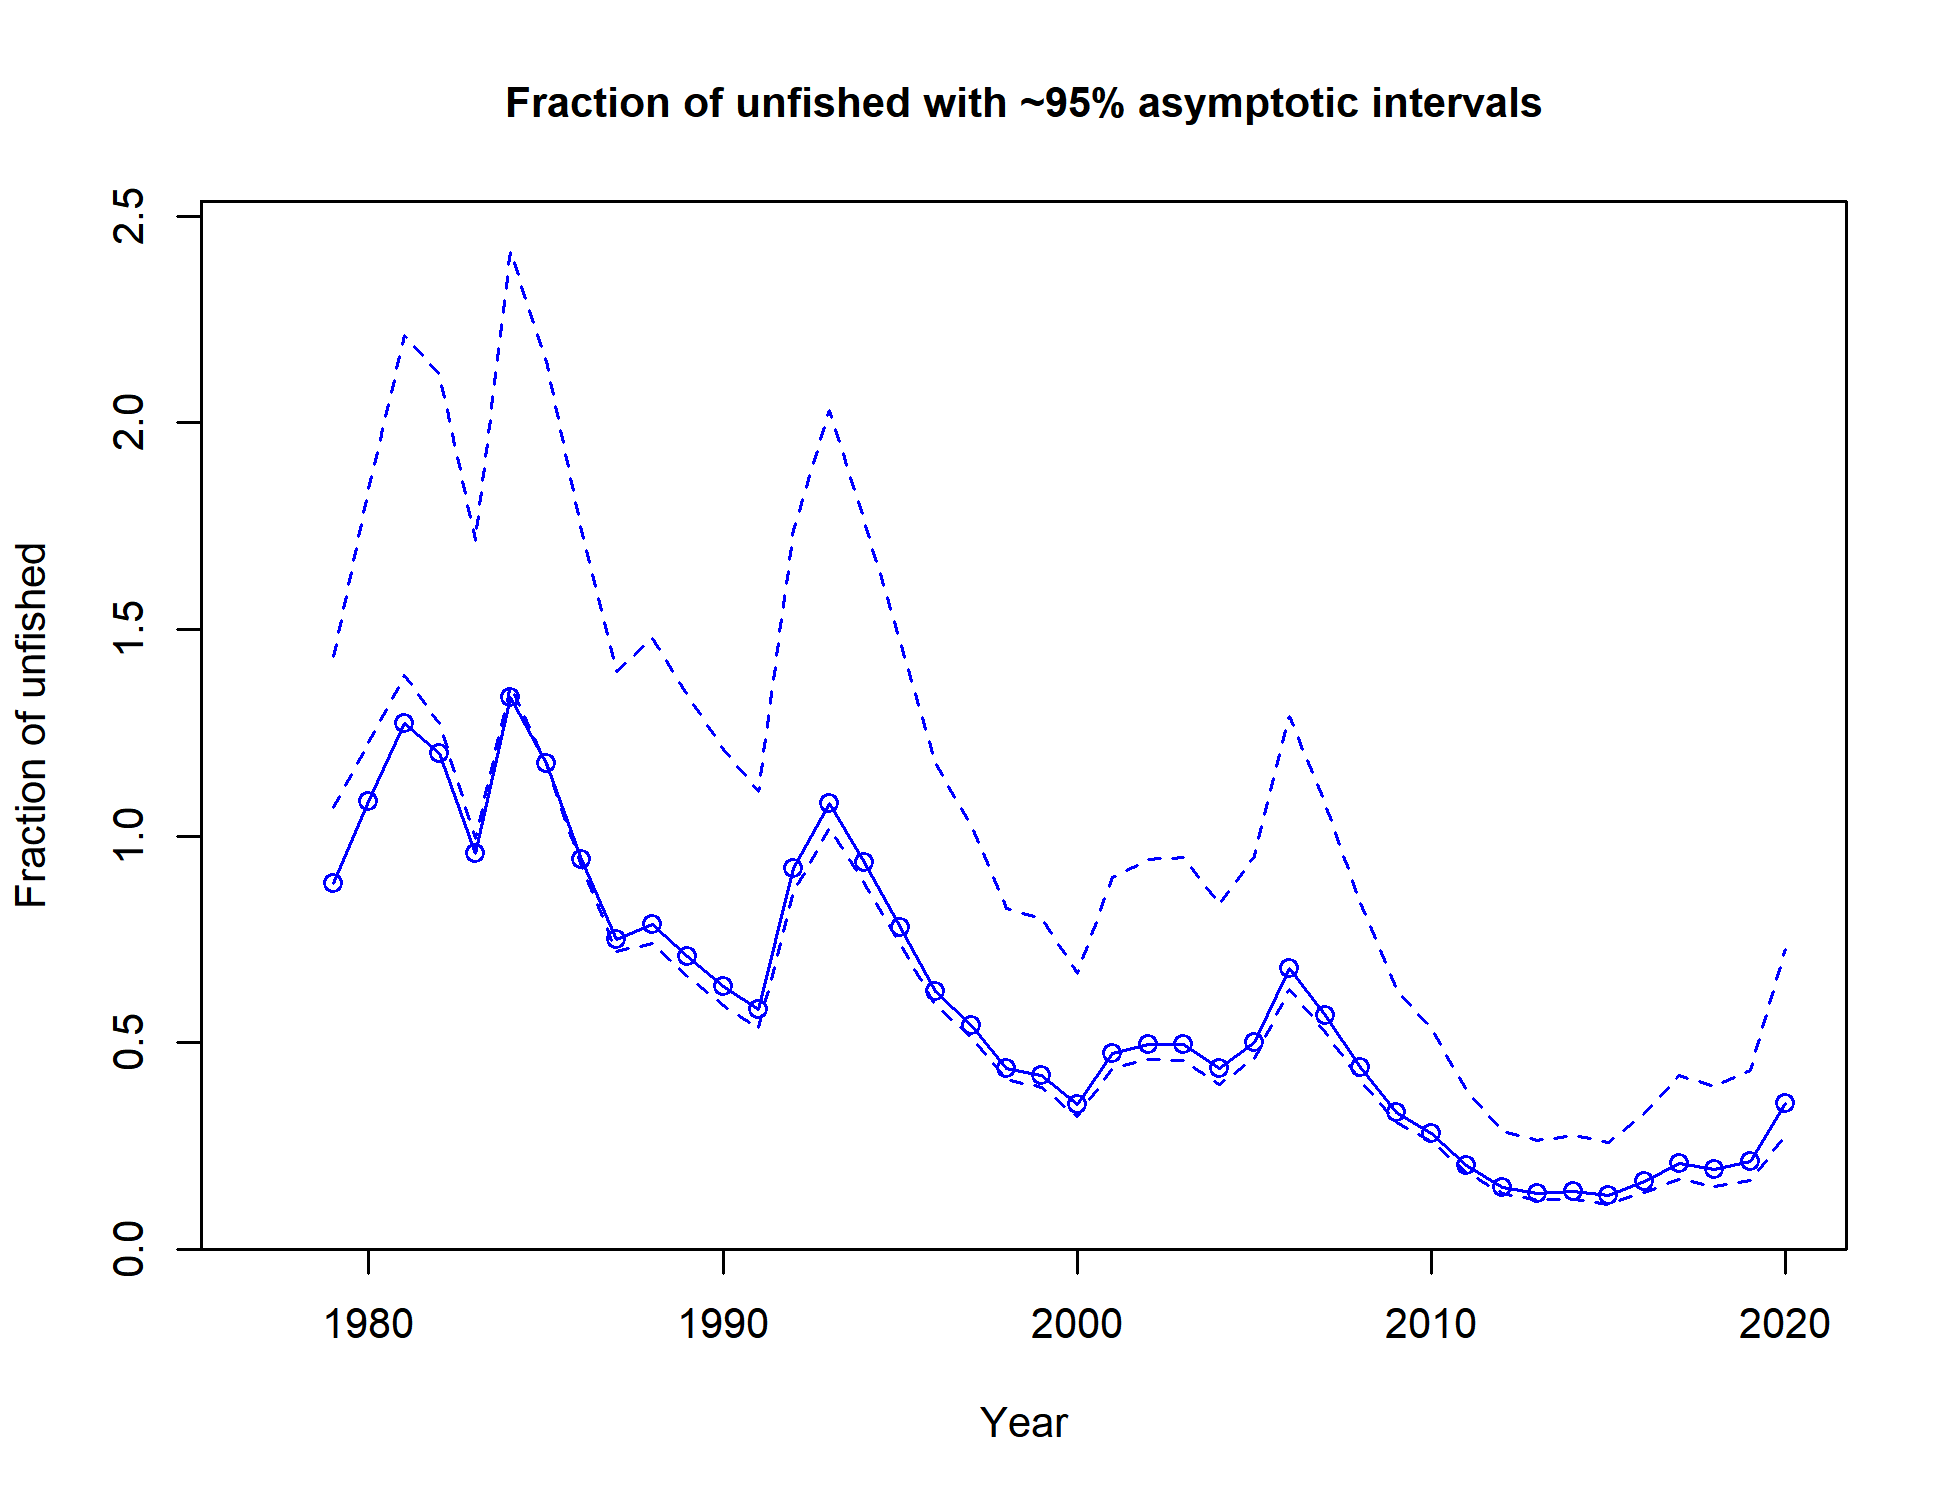 Fraction of unfished with ~95% asymptotic intervals
Fraction of unfished
2.5
2.0
1.5
1.0
0.5
0.0
1980 1990 2000 2010 2020
Year